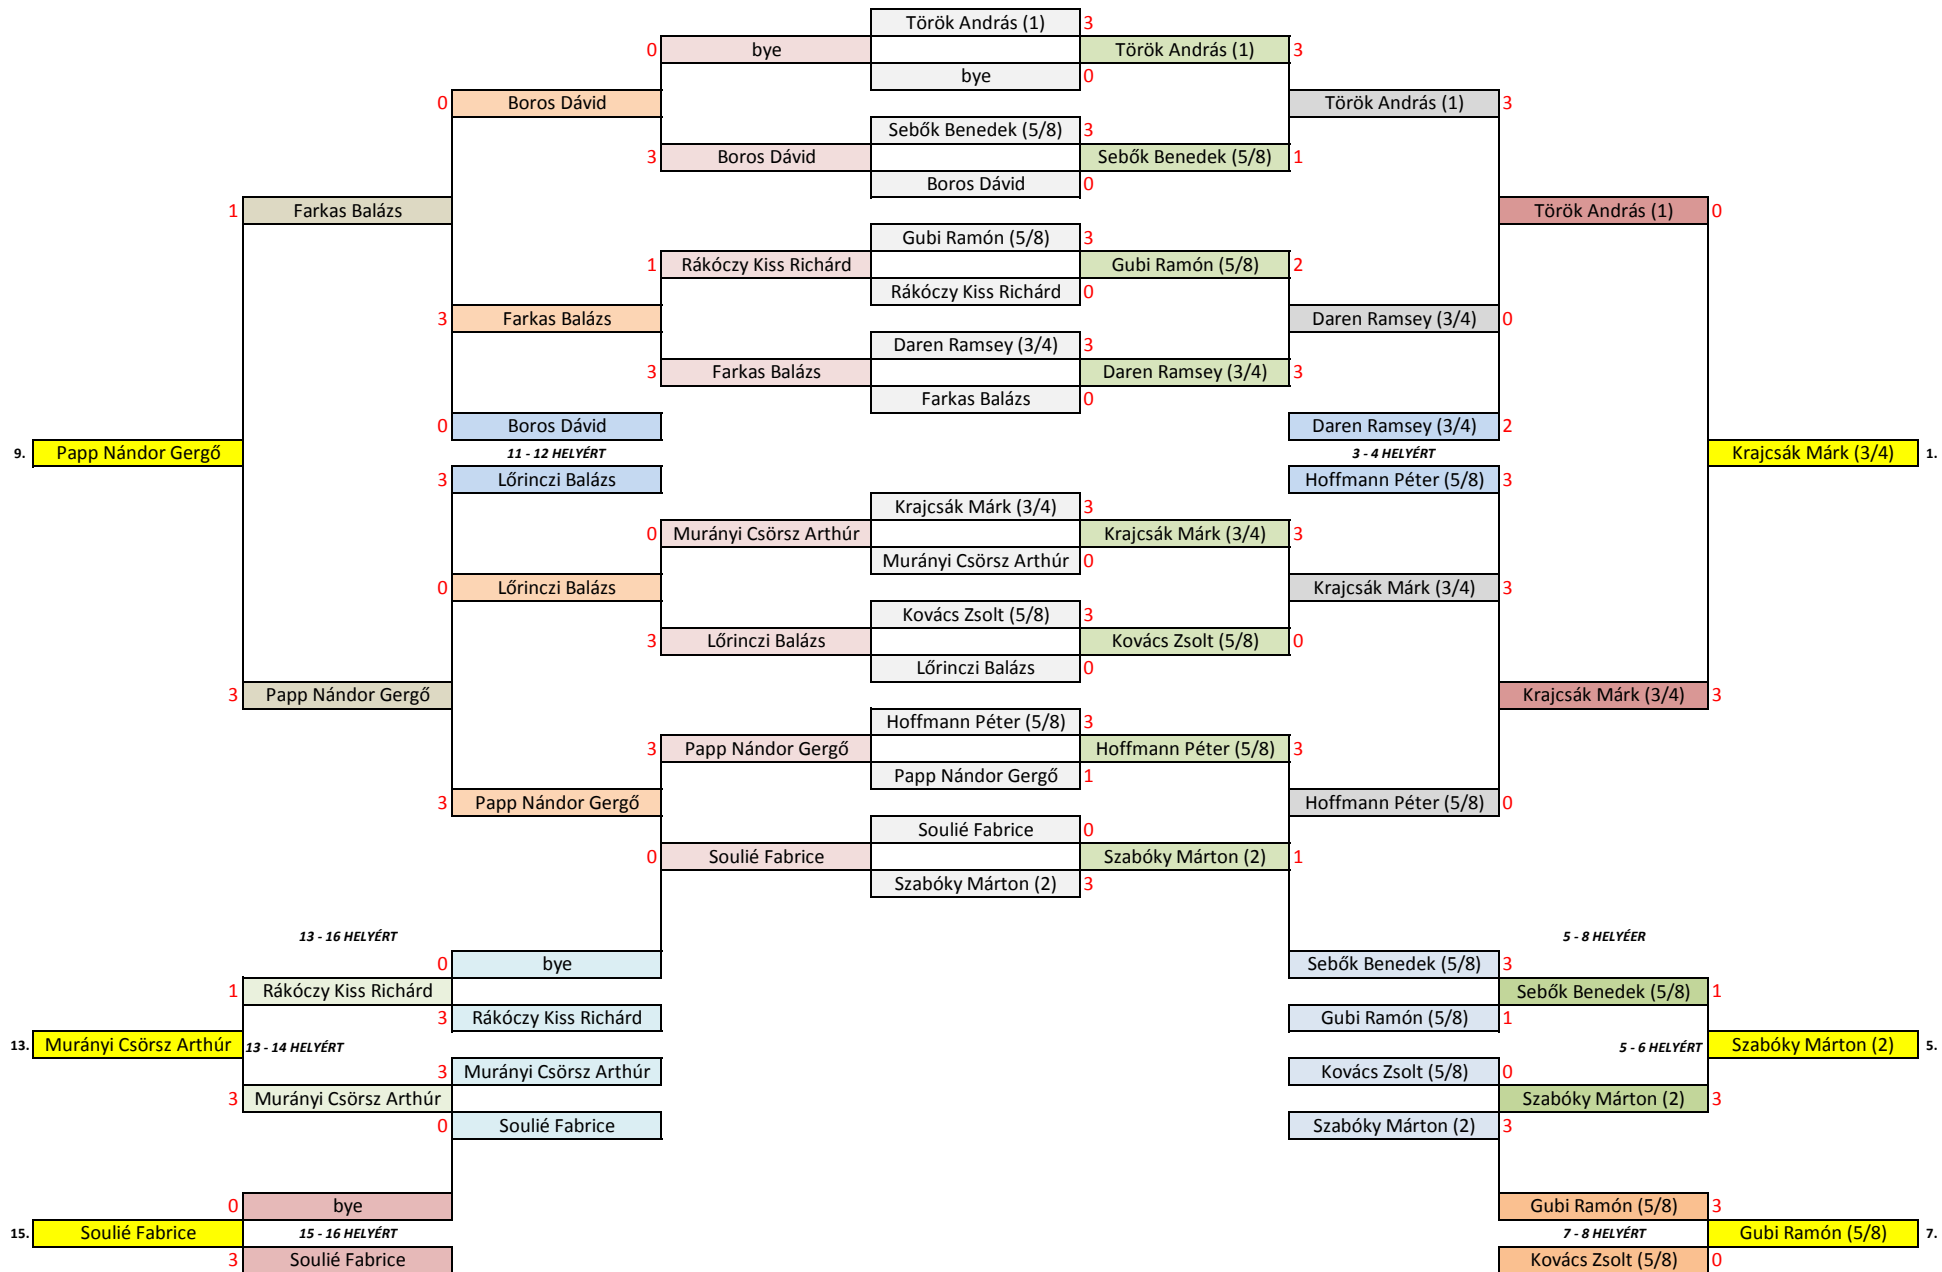 Török András (1) 3
0 bye Török András (1) 3
bye 0
0 Boros Dávid Török András (1) 3
Sebők Benedek (5/8) 3
3 Boros Dávid Sebők Benedek (5/8) 1
Boros Dávid 0
1 Farkas Balázs Török András (1) 0
Gubi Ramón (5/8) 3
1 Rákóczy Kiss Richárd Gubi Ramón (5/8) 2
Rákóczy Kiss Richárd 0
3 Farkas Balázs Daren Ramsey (3/4) 0
Daren Ramsey (3/4) 3
3 Farkas Balázs Daren Ramsey (3/4) 3
Farkas Balázs 0
0 Boros Dávid Daren Ramsey (3/4) 2
9. Papp Nándor Gergő 11 - 12 HELYÉRT 3 - 4 HELYÉRT Krajcsák Márk (3/4) 1.
3 Lőrinczi Balázs Hoffmann Péter (5/8) 3
Krajcsák Márk (3/4) 3
0 Murányi Csörsz Arthúr Krajcsák Márk (3/4) 3
Murányi Csörsz Arthúr 0
0 Lőrinczi Balázs Krajcsák Márk (3/4) 3
Kovács Zsolt (5/8) 3
3 Lőrinczi Balázs Kovács Zsolt (5/8) 0
Lőrinczi Balázs 0
3 Papp Nándor Gergő Krajcsák Márk (3/4) 3
Hoffmann Péter (5/8) 3
3 Papp Nándor Gergő Hoffmann Péter (5/8) 3
Papp Nándor Gergő 1
3 Papp Nándor Gergő Hoffmann Péter (5/8) 0
Soulié Fabrice 0
0 Soulié Fabrice Szabóky Márton (2) 1
Szabóky Márton (2) 3
13 - 16 HELYÉRT 5 - 8 HELYÉER
0 bye Sebők Benedek (5/8) 3
1 Rákóczy Kiss Richárd Sebők Benedek (5/8) 1
3 Rákóczy Kiss Richárd Gubi Ramón (5/8) 1
13. Murányi Csörsz Arthúr 13 - 14 HELYÉRT 5 - 6 HELYÉRT Szabóky Márton (2) 5.
3 Murányi Csörsz Arthúr Kovács Zsolt (5/8) 0
3 Murányi Csörsz Arthúr Szabóky Márton (2) 3
0 Soulié Fabrice Szabóky Márton (2) 3
0 bye Gubi Ramón (5/8) 3
15. Soulié Fabrice 15 - 16 HELYÉRT 7 - 8 HELYÉRT Gubi Ramón (5/8) 7.
3 Soulié Fabrice Kovács Zsolt (5/8) 0